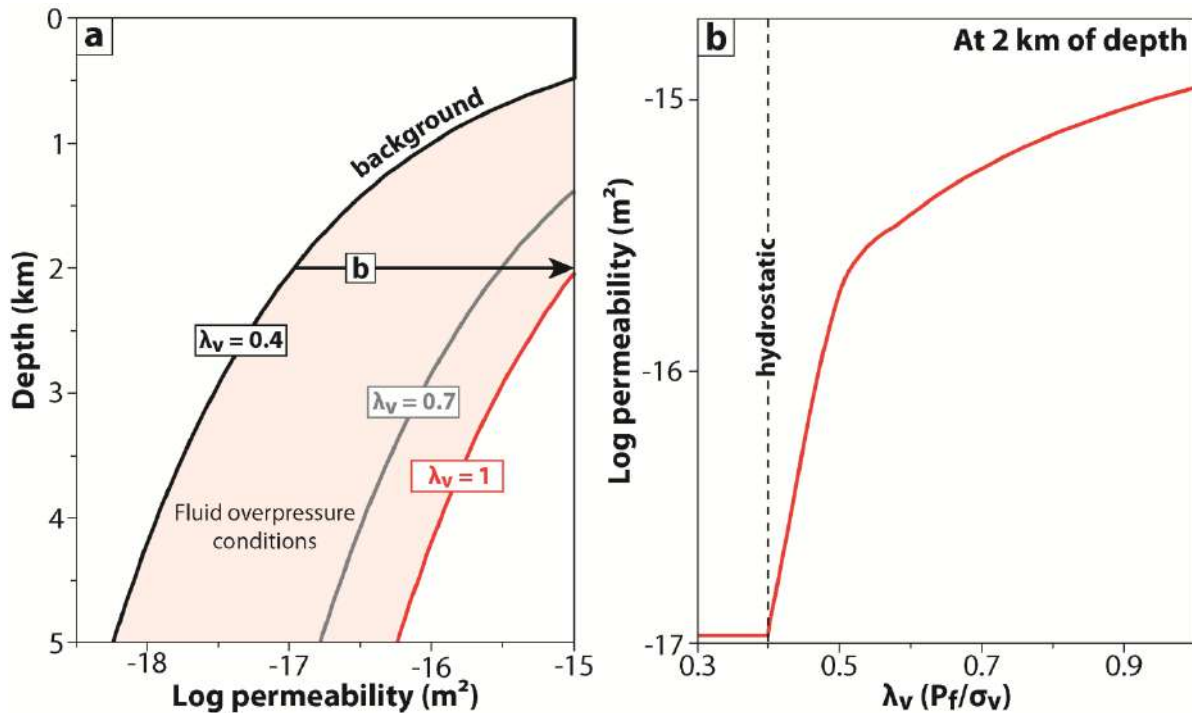 a
0
1
2
3
4
5
Depth (km)
background
b
λv = 0.4
λv = 0.7
λv = 1
Fluid overpressure
conditions
-18
-17
-16
-15
Log permeability (m²)
b
At 2 km of depth
-15
-16
-17
Log permeability (m²)
hydrostatic
0.3
0.5
0.7
0.9
λv (Pf/σv)